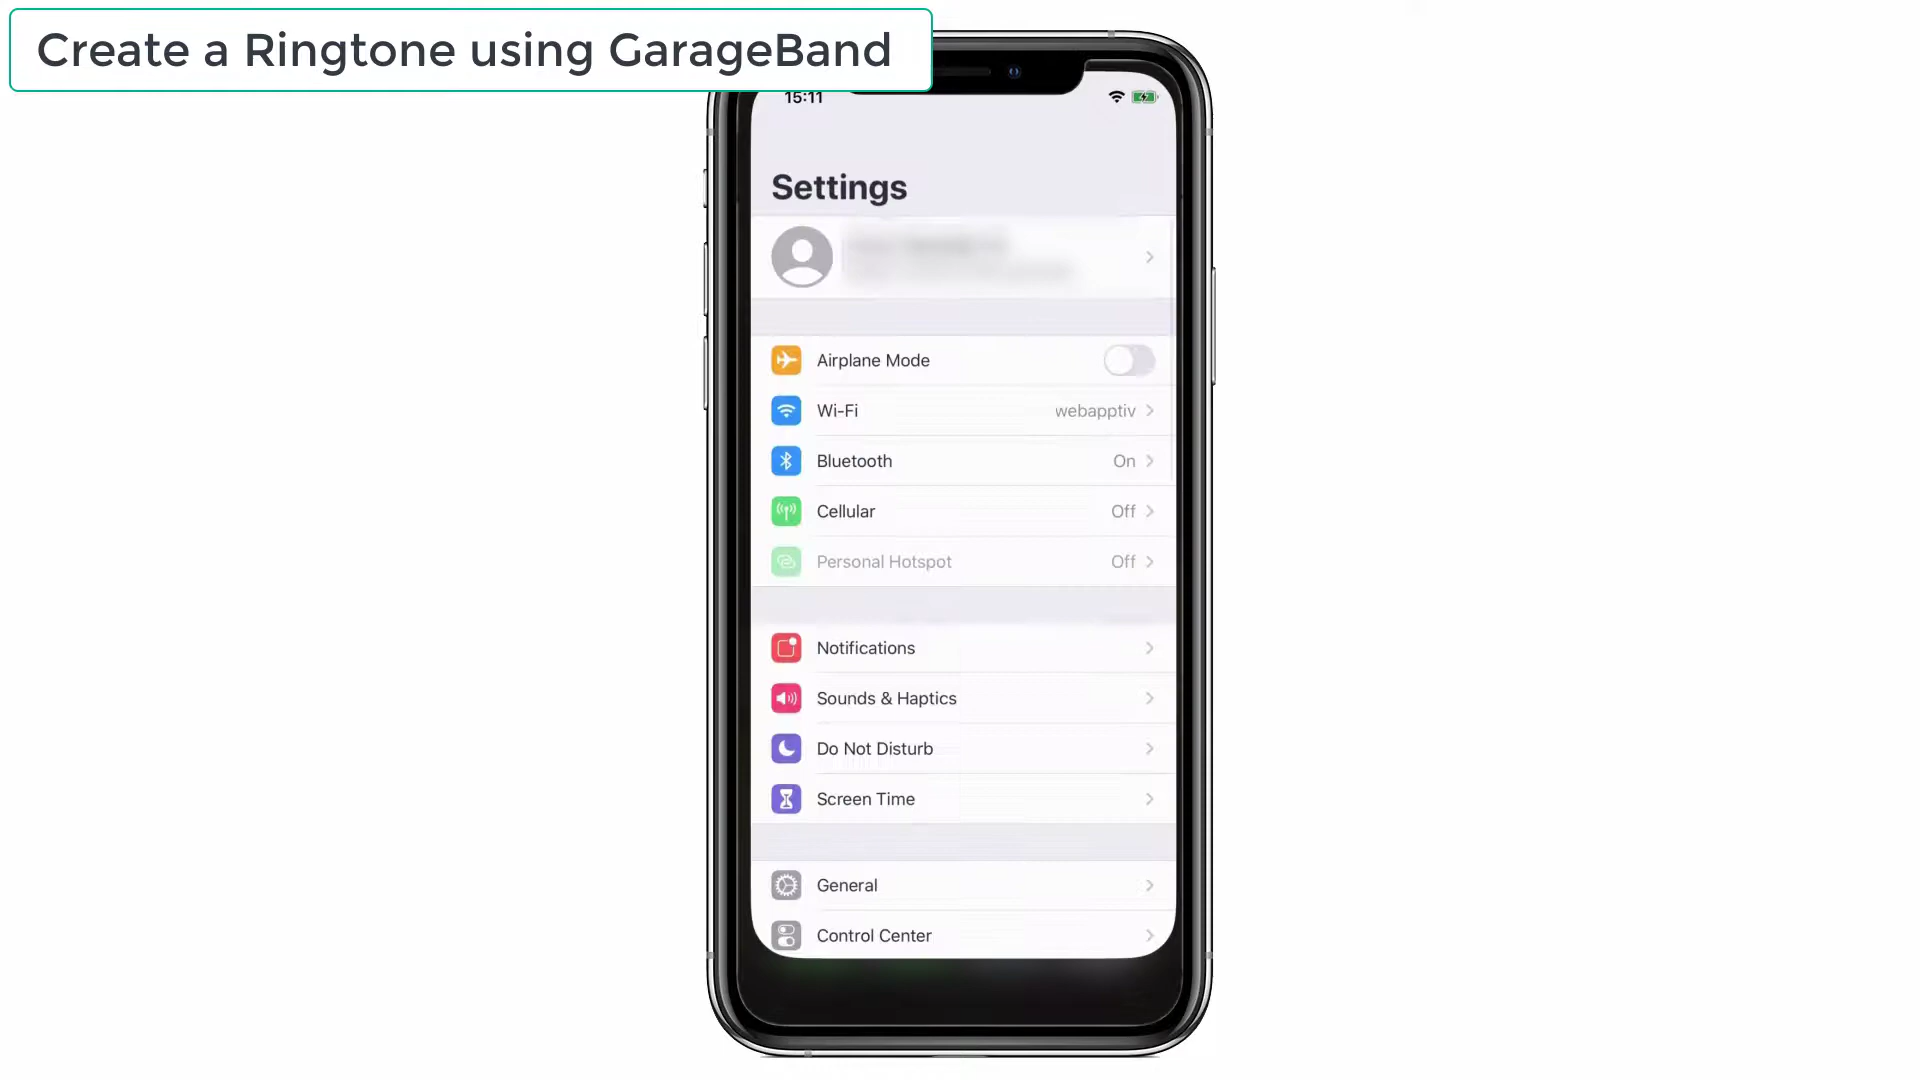 Create a Ringtone using GarageBand
15:11
Settings
Airplane Mode
Wi-Fi webapptiv
Bluetooth On
Cellular Off
Personal Hotspot Off
Notifications
Sounds & Haptics
Do Not Disturb
Screen Time
General
Control Center